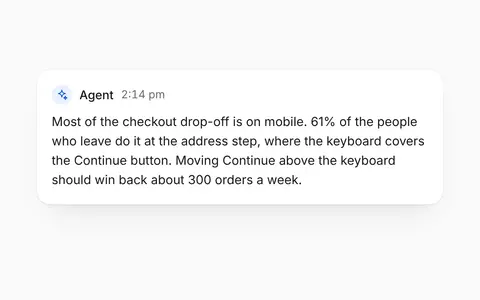 Agent 2:14 pm
Most of the checkout drop-off is on mobile. 61% of the people
who leave do it at the address step, where the keyboard covers
the Continue button. Moving Continue above the keyboard
should win back about 300 orders a week.